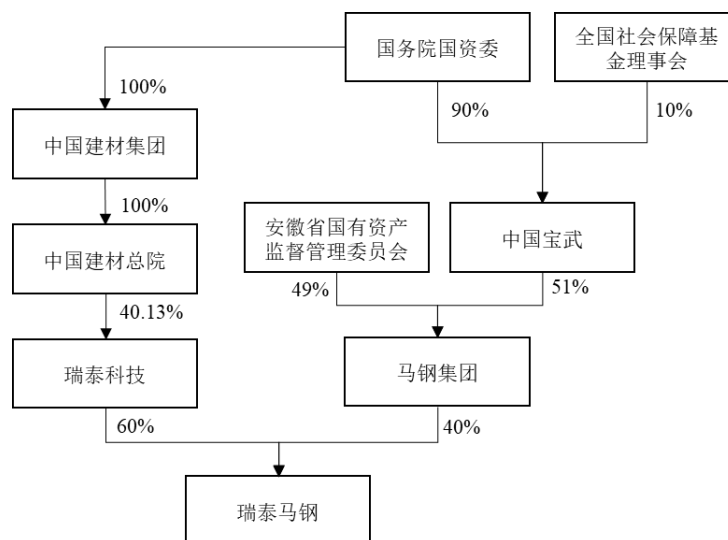 国务院国资委
全国社会保障基
金理事会
100%
90%
10%
中国建材集团
100%
安徽省国有资产
监督管理委员会
中国宝武
中国建材总院
49%
51%
40.13%
瑞泰科技
马钢集团
60%
40%
瑞泰马钢